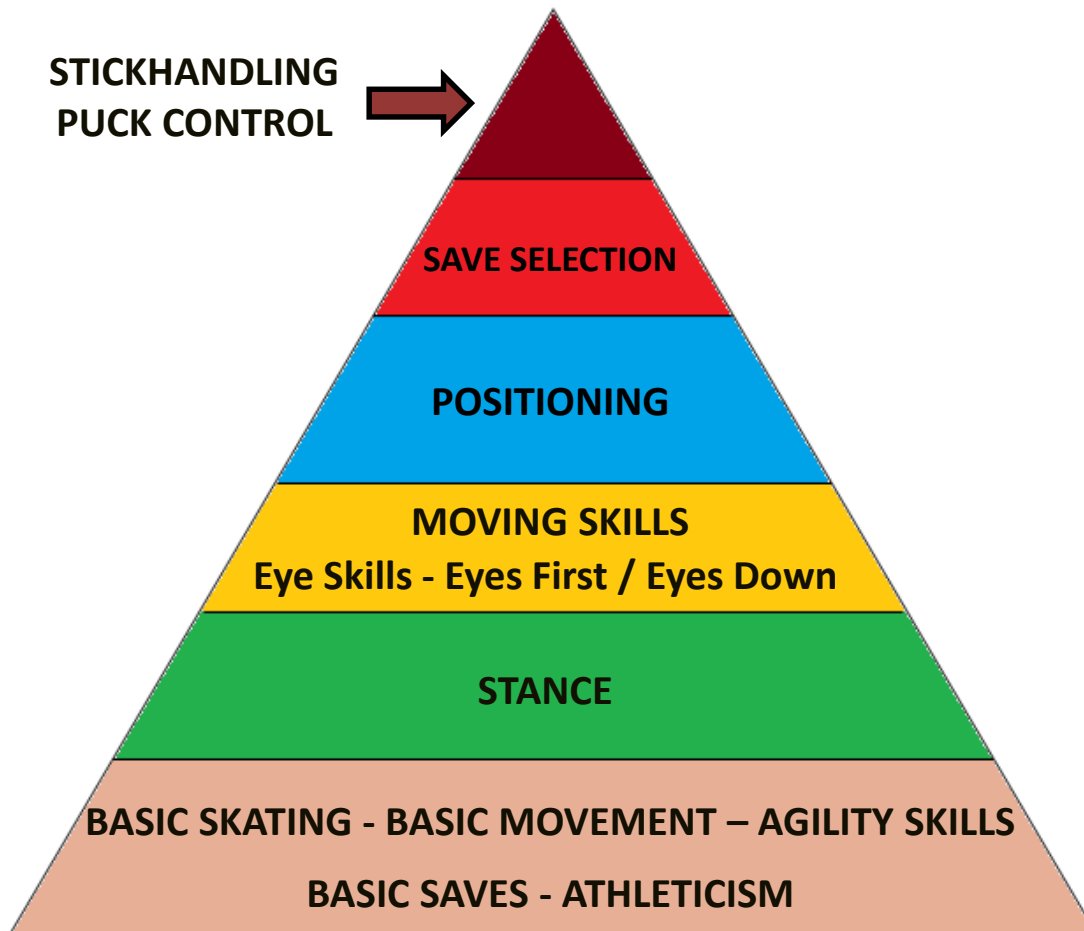 STICKHANDLING
PUCK CONTROL
SAVE SELECTION
POSITIONING
MOVING SKILLS
Eye Skills - Eyes First / Eyes Down
STANCE
BASIC SKATING - BASIC MOVEMENT – AGILITY SKILLS
BASIC SAVES - ATHLETICISM